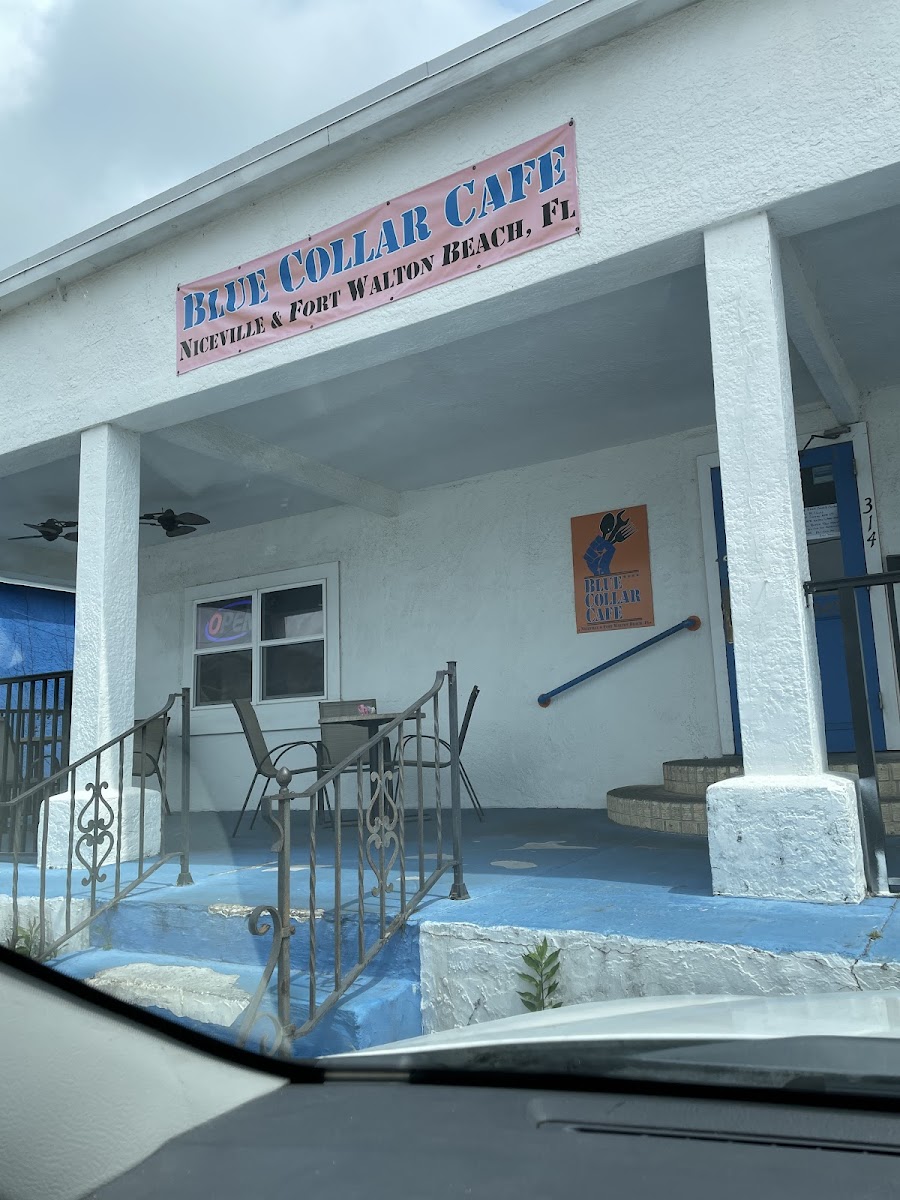 BLUE COLLAR CAFE
NICEVILLE & FORT WALTON BEACH, FL
OPEN
BLUE
COLLAR
CAFE
314